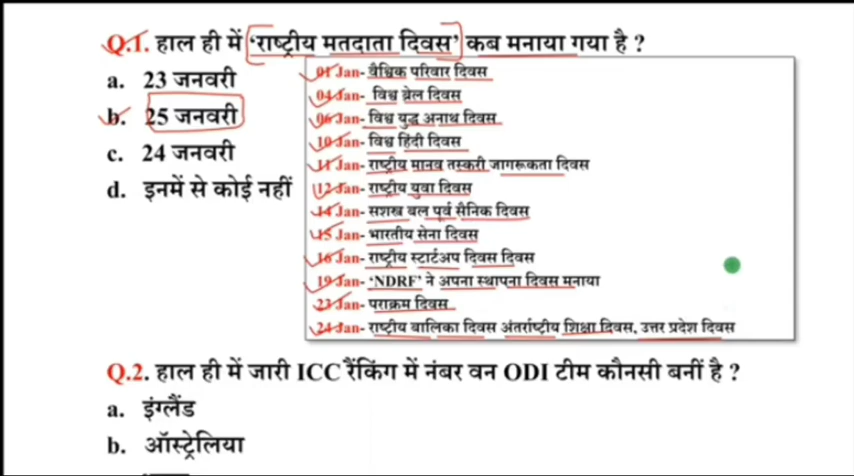 Q.1. हाल ही में ‘राष्ट्रीय मतदाता दिवस’ कब मनाया गया है ?
a. 23 जनवरी
b. 25 जनवरी
c. 24 जनवरी
d. इनमें से कोई नहीं
01 Jan- वैश्विक परिवार दिवस
04 Jan- विश्व ब्रेल दिवस
06 Jan- विश्व युद्ध अनाथ दिवस
10 Jan- विश्व हिंदी दिवस
11 Jan- राष्ट्रीय मानव तस्करी जागरूकता दिवस
12 Jan- राष्ट्रीय युवा दिवस
14 Jan- सशस्त्र बल पूर्व सैनिक दिवस
15 Jan- भारतीय सेना दिवस
16 Jan- राष्ट्रीय स्टार्टअप दिवस दिवस
19 Jan- ‘NDRF’ ने अपना स्थापना दिवस मनाया
23 Jan- पराक्रम दिवस
24 Jan- राष्ट्रीय बालिका दिवस अंतर्राष्ट्रीय शिक्षा दिवस, उत्तर प्रदेश दिवस
Q.2. हाल ही में जारी ICC रैंकिंग में नंबर वन ODI टीम कौनसी बनीं है ?
a. इंग्लैंड
b. ऑस्ट्रेलिया